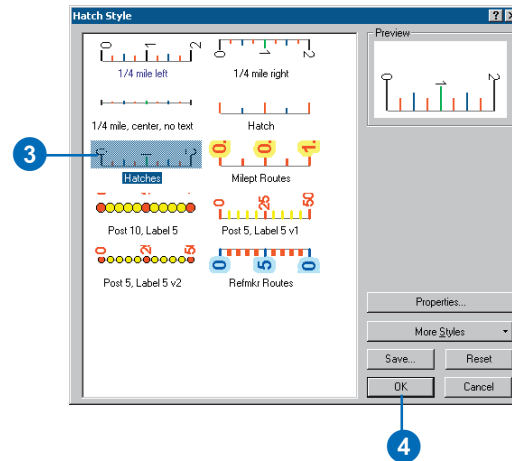 Hatch Style
Preview
0 1 2
1/4 mile left
0 1 2
1/4 mile right
0 1 2
1/4 mile, center, no text
Hatch
3
Hatches
0. 0. 1.
Milept Routes
Post 10, Label 5
0 25 50
Post 5, Label 5 v1
Post 5, Label 5 v2
0 5 0
Refmkr Routes
Properties...
More Styles
Save... Reset
OK Cancel
4